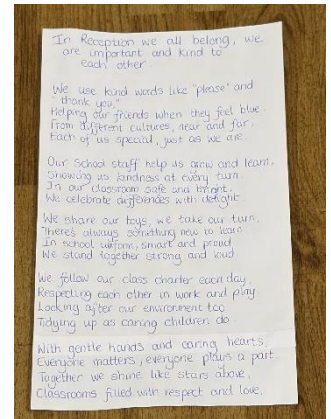 In Reception we all belong, we
are important and kind to
each other.
We use kind words like "please" and
"thank you,"
Helping our friends when they feel blue.
From different cultures, near and far.
Each of us special, just as we are.
Our School staff help us grow and learn.
Showing us kindness at every turn
In our classroom safe and bright.
We celebrate differences with delight.
We share our toys, we take our turn,
There's always something new to learn
In school uniform, smart and proud
We stand together strong and loud
We follow our class charter each day
Respecting each other in work and play
Looking after our environment too
Tidying up as caring children do
With gentle hands and caring hearts,
Everyone matters, everyone plays a part
Together we shine like stars above,
Classrooms filled with respect and love,